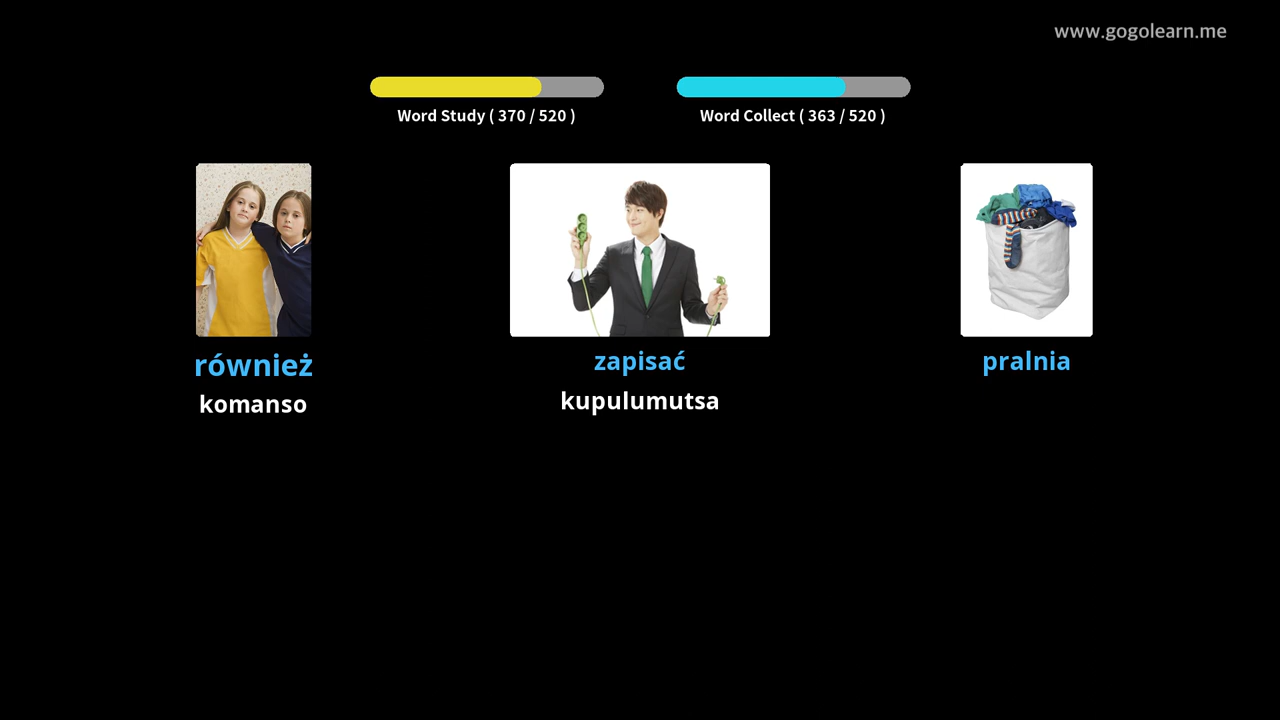 www.gogolearn.me
Word Study ( 370 / 520 )
Word Collect ( 363 / 520 )
również
zapisać
pralnia
komanso
kupulumutsa